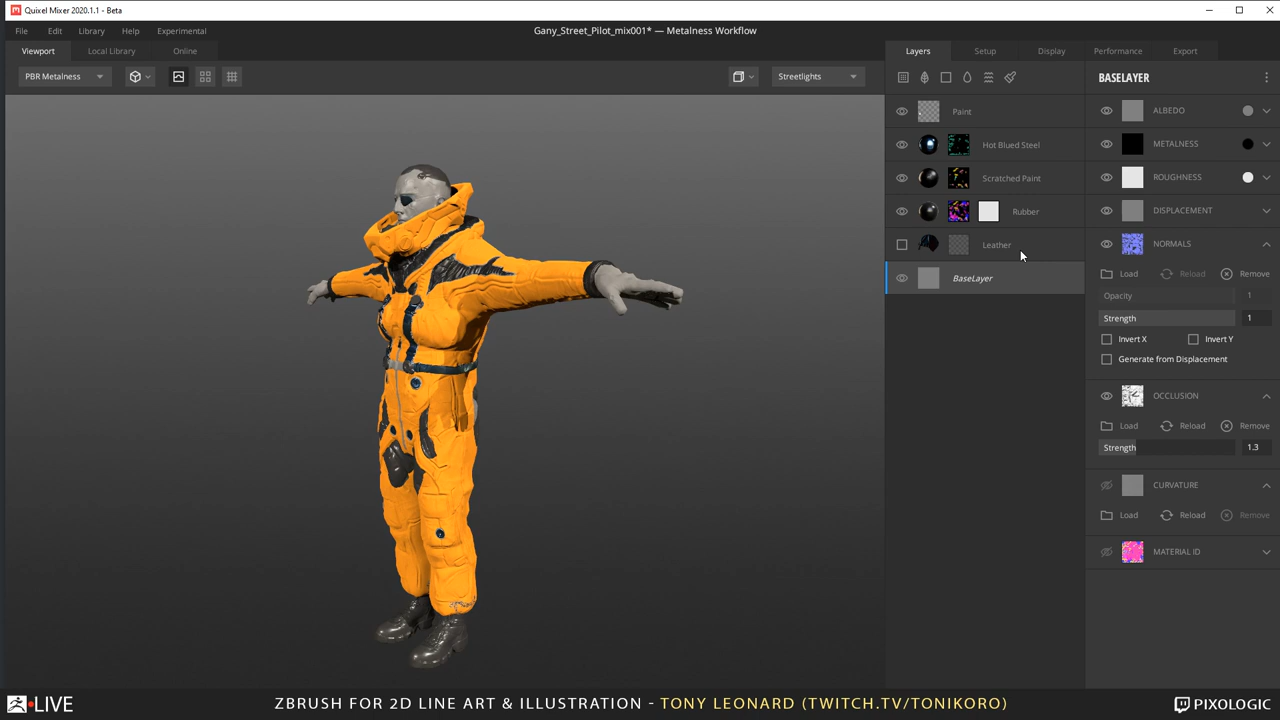 Quixel Mixer 2020.1.1 - Beta
File Edit Library Help Experimental
Gany_Street_Pilot_mix001* — Metalness Workflow
Viewport Local Library Online
Layers Setup Display Performance Export
PBR Metalness
Streetlights
BASELAYER
Paint
Hot Blued Steel
Scratched Paint
Rubber
Leather
BaseLayer
ALBEDO
METALNESS
ROUGHNESS
DISPLACEMENT
NORMALS
Load Reload Remove
Opacity 1
Strength 1
Invert X Invert Y
Generate from Displacement
OCCLUSION
Load Reload Remove
Strength 1.3
CURVATURE
Load Reload Remove
MATERIAL ID
LIVE
ZBRUSH FOR 2D LINE ART & ILLUSTRATION - TONY LEONARD (TWITCH.TV/TONIKORO)
PIXOLOGIC